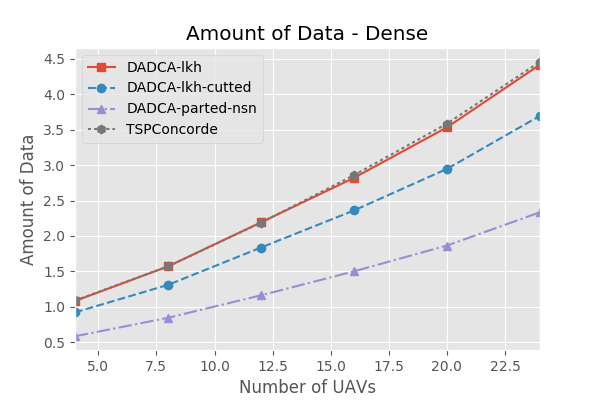 Amount of Data - Dense
DADCA-lkh
DADCA-lkh-cutted
DADCA-parted-nsn
TSPConcorde
Amount of Data
4.5
4.0
3.5
3.0
2.5
2.0
1.5
1.0
0.5
5.0 7.5 10.0 12.5 15.0 17.5 20.0 22.5
Number of UAVs